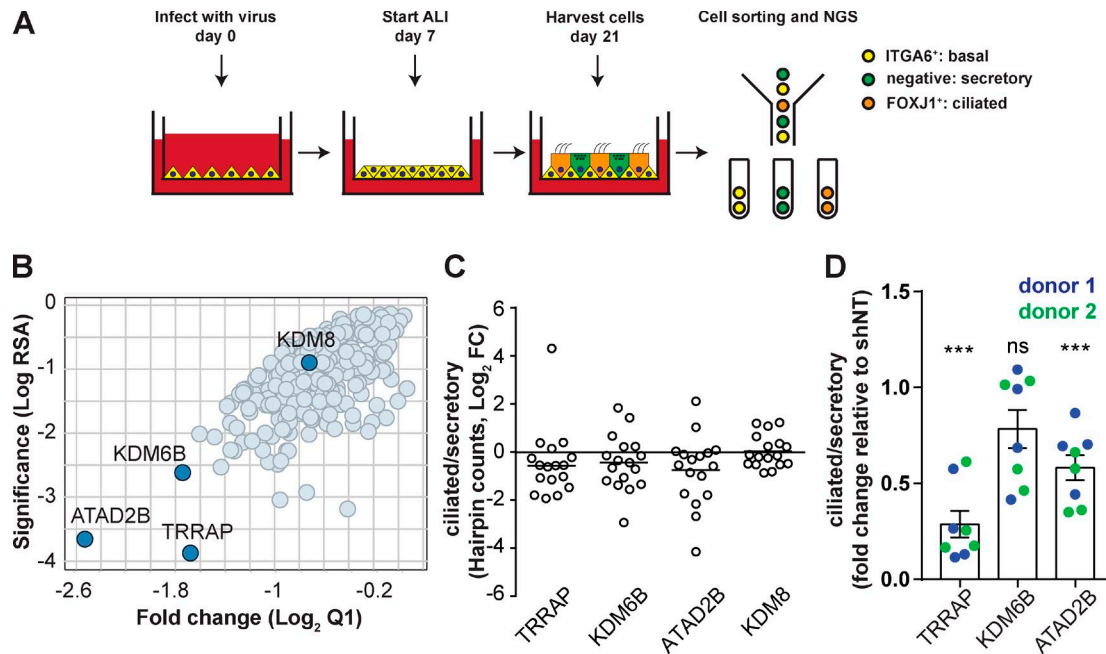 A
Infect with virus
day 0
Start ALI
day 7
Harvest cells
day 21
Cell sorting and NGS
ITGA6⁺: basal
negative: secretory
FOXJ1⁺: ciliated
B
Significance (Log RSA)
0
-1
-2
-3
-4
KDM8
KDM6B
ATAD2B
TRRAP
-2.6
-1.8
-1
-0.2
Fold change (Log₂ Q1)
C
ciliated/secretory
(Hairpin counts, Log₂ FC)
6
4
2
0
-2
-4
-6
TRRAP
KDM6B
ATAD2B
KDM8
D
donor 1
donor 2
ciliated/secretory
(fold change relative to shNT)
1.5
1.0
0.5
0.0
***
ns
***
TRRAP
KDM6B
ATAD2B